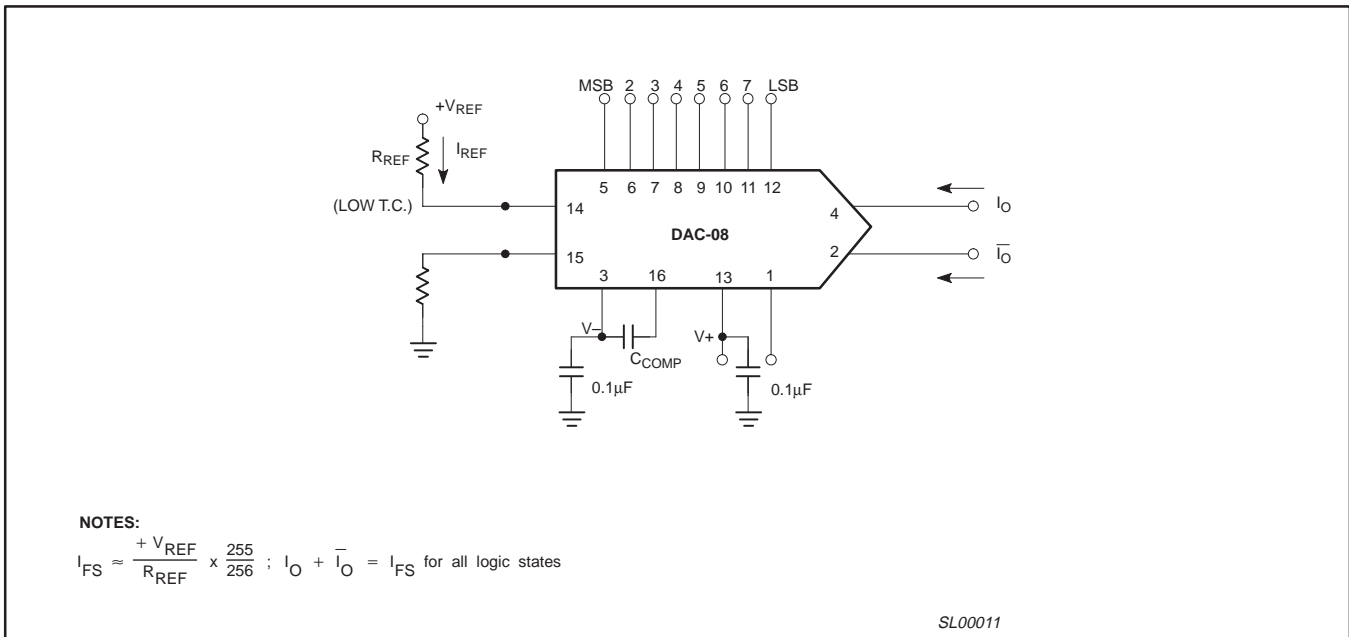 MSB 2 3 4 5 6 7 LSB
+VREF
RREF
IREF
(LOW T.C.)
5 6 7 8 9 10 11 12
14
4
IO
DAC-08
15
2
I̅O̅
3 16 13 1
V–
CCOMP
V+
0.1μF
0.1μF
NOTES:
IFS ≈ + VREF / RREF x 255 / 256 ; IO + I̅O̅ = IFS for all logic states
SL00011